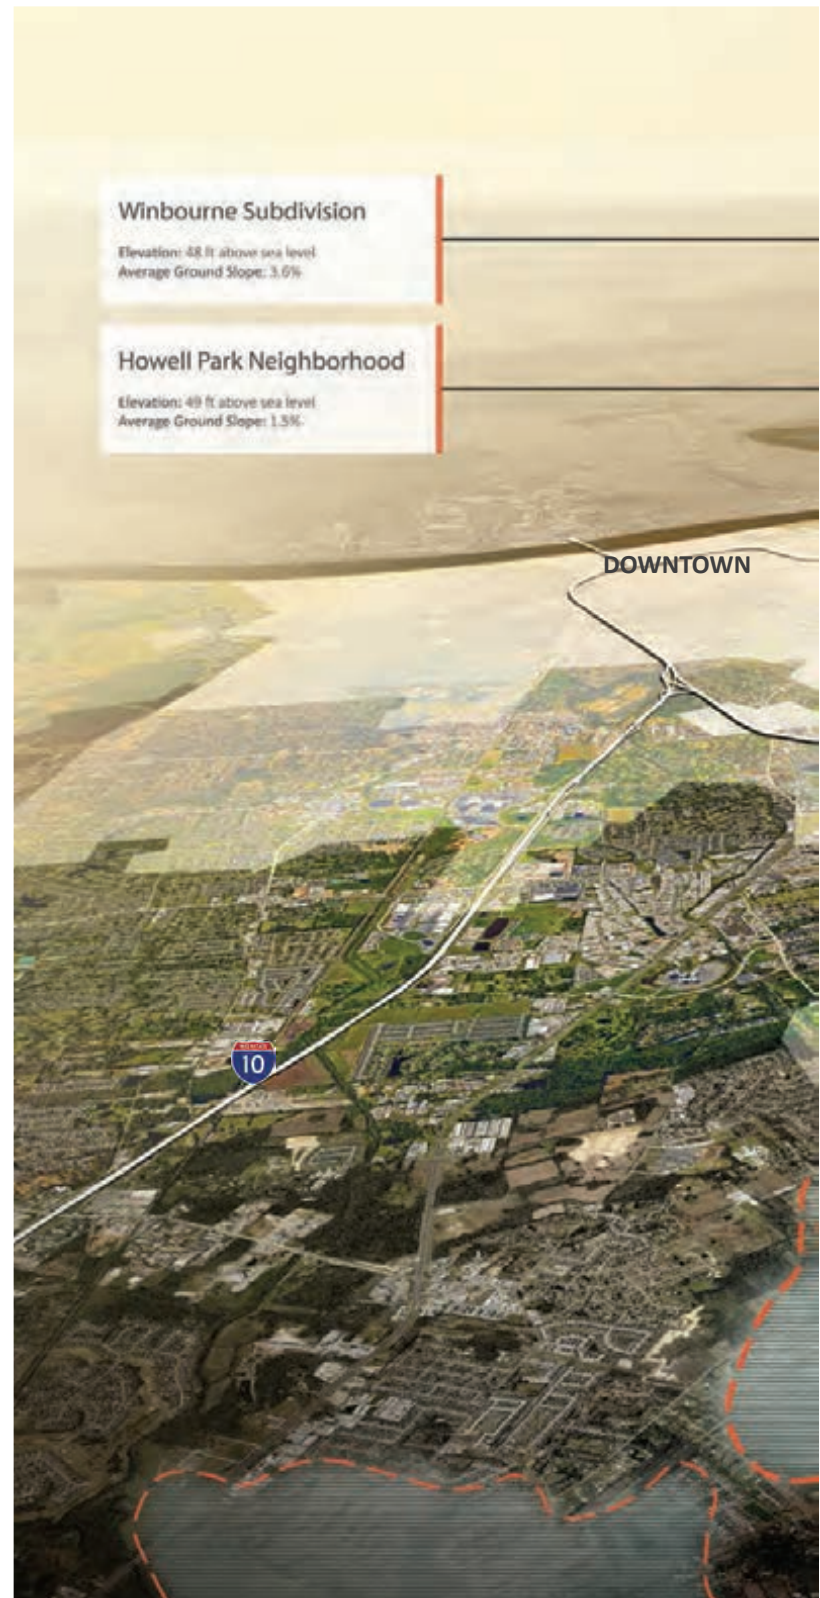 Winbourne Subdivision
Elevation: 48 ft above sea level
Average Ground Slope: 3.6%
Howell Park Neighborhood
Elevation: 49 ft above sea level
Average Ground Slope: 1.5%
DOWNTOWN
10